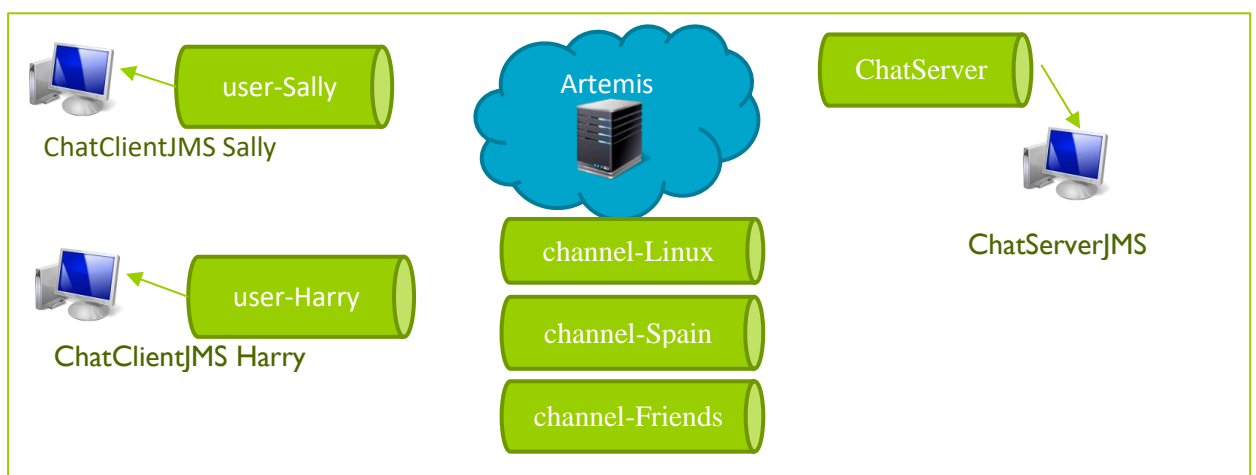 user-Sally
ChatClientJMS Sally
Artemis
ChatServer
ChatServerJMS
user-Harry
ChatClientJMS Harry
channel-Linux
channel-Spain
channel-Friends